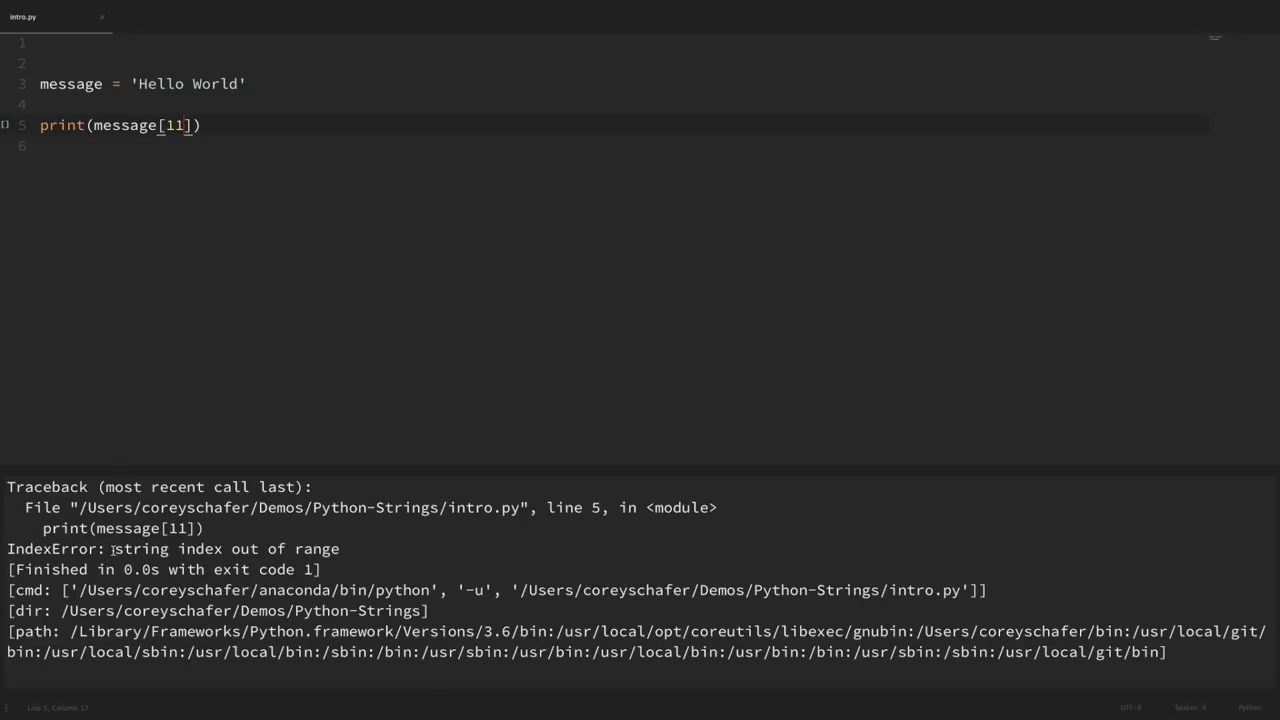 intro.py ×
1
2
3 message = 'Hello World'
4
[] 5 print(message[11])
6
Traceback (most recent call last):
File "/Users/coreyschafer/Demos/Python-Strings/intro.py", line 5, in <module>
print(message[11])
IndexError: string index out of range
[Finished in 0.0s with exit code 1]
[cmd: ['/Users/coreyschafer/anaconda/bin/python', '-u', '/Users/coreyschafer/Demos/Python-Strings/intro.py']]
[dir: /Users/coreyschafer/Demos/Python-Strings]
[path: /Library/Frameworks/Python.framework/Versions/3.6/bin:/usr/local/opt/coreutils/libexec/gnubin:/Users/coreyschafer/bin:/usr/local/git/
bin:/usr/local/sbin:/usr/local/bin:/sbin:/bin:/usr/sbin:/usr/bin:/usr/local/bin:/usr/bin:/bin:/usr/sbin:/sbin:/usr/local/git/bin]
Line 5, Column 17 UTF-8 Spaces: 4 Python